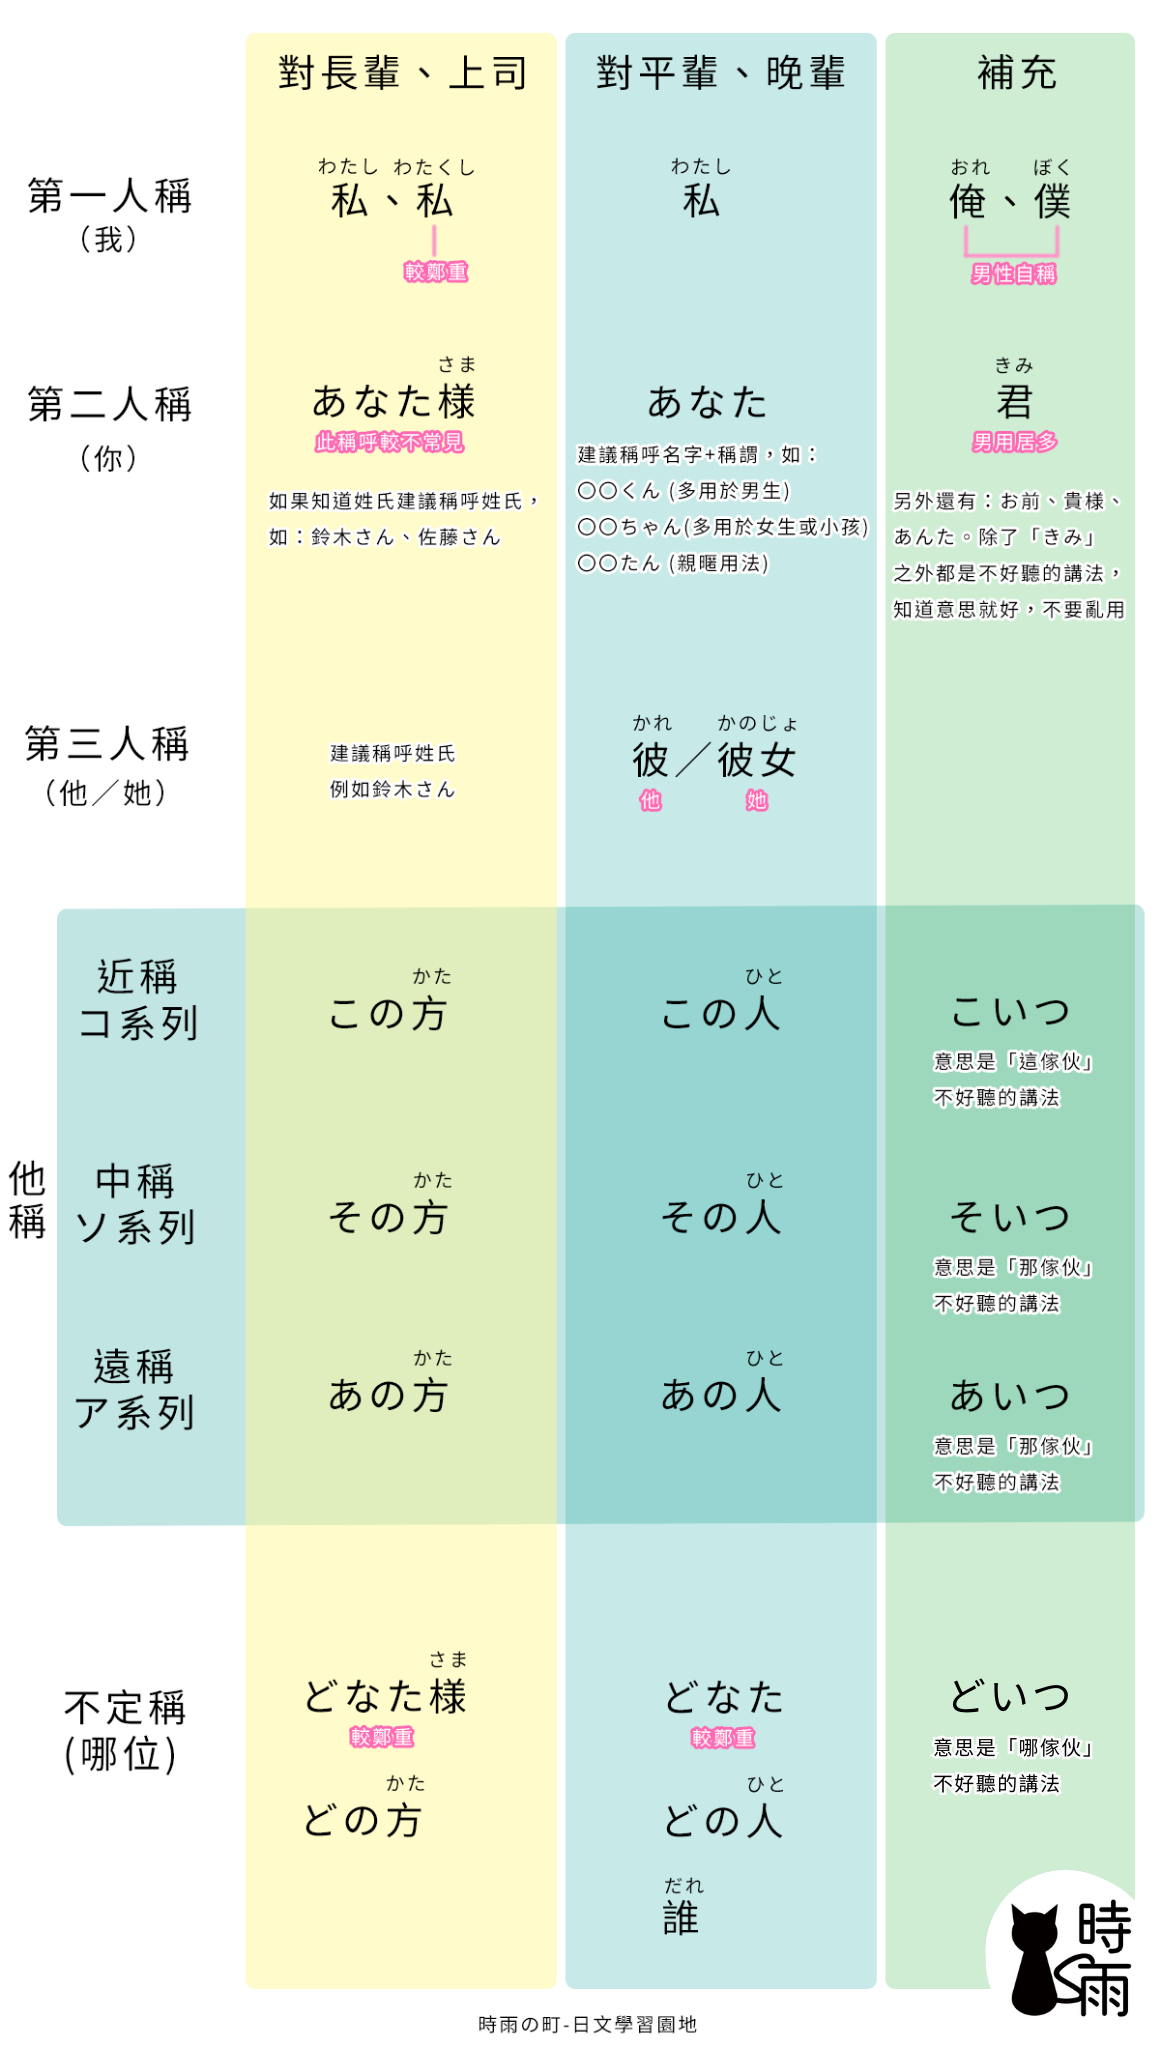 對長輩、上司
對平輩、晚輩
補充
第一人稱
（我）
わたし わたくし
私、私
較鄭重
わたし
私
おれ ぼく
俺、僕
男性自稱
第二人稱
（你）
さま
あなた様
此稱呼較不常見
如果知道姓氏建議稱呼姓氏，
如：鈴木さん、佐藤さん
あなた
建議稱呼名字+稱謂，如：
〇〇くん (多用於男生)
〇〇ちゃん(多用於女生或小孩)
〇〇たん (親暱用法)
きみ
君
男用居多
另外還有：お前、貴様、
あんた。除了「きみ」
之外都是不好聽的講法，
知道意思就好，不要亂用
第三人稱
（他／她）
建議稱呼姓氏
例如鈴木さん
かれ かのじょ
彼／彼女
他 她
他稱
近稱
コ系列
かた
この方
ひと
この人
こいつ
意思是「這傢伙」
不好聽的講法
中稱
ソ系列
かた
その方
ひと
その人
そいつ
意思是「那傢伙」
不好聽的講法
遠稱
ア系列
かた
あの方
ひと
あの人
あいつ
意思是「那傢伙」
不好聽的講法
不定稱
(哪位)
さま
どなた様
較鄭重
かた
どの方
どなた
較鄭重
ひと
どの人
だれ
誰
どいつ
意思是「哪傢伙」
不好聽的講法
時雨
時雨の町-日文學習園地